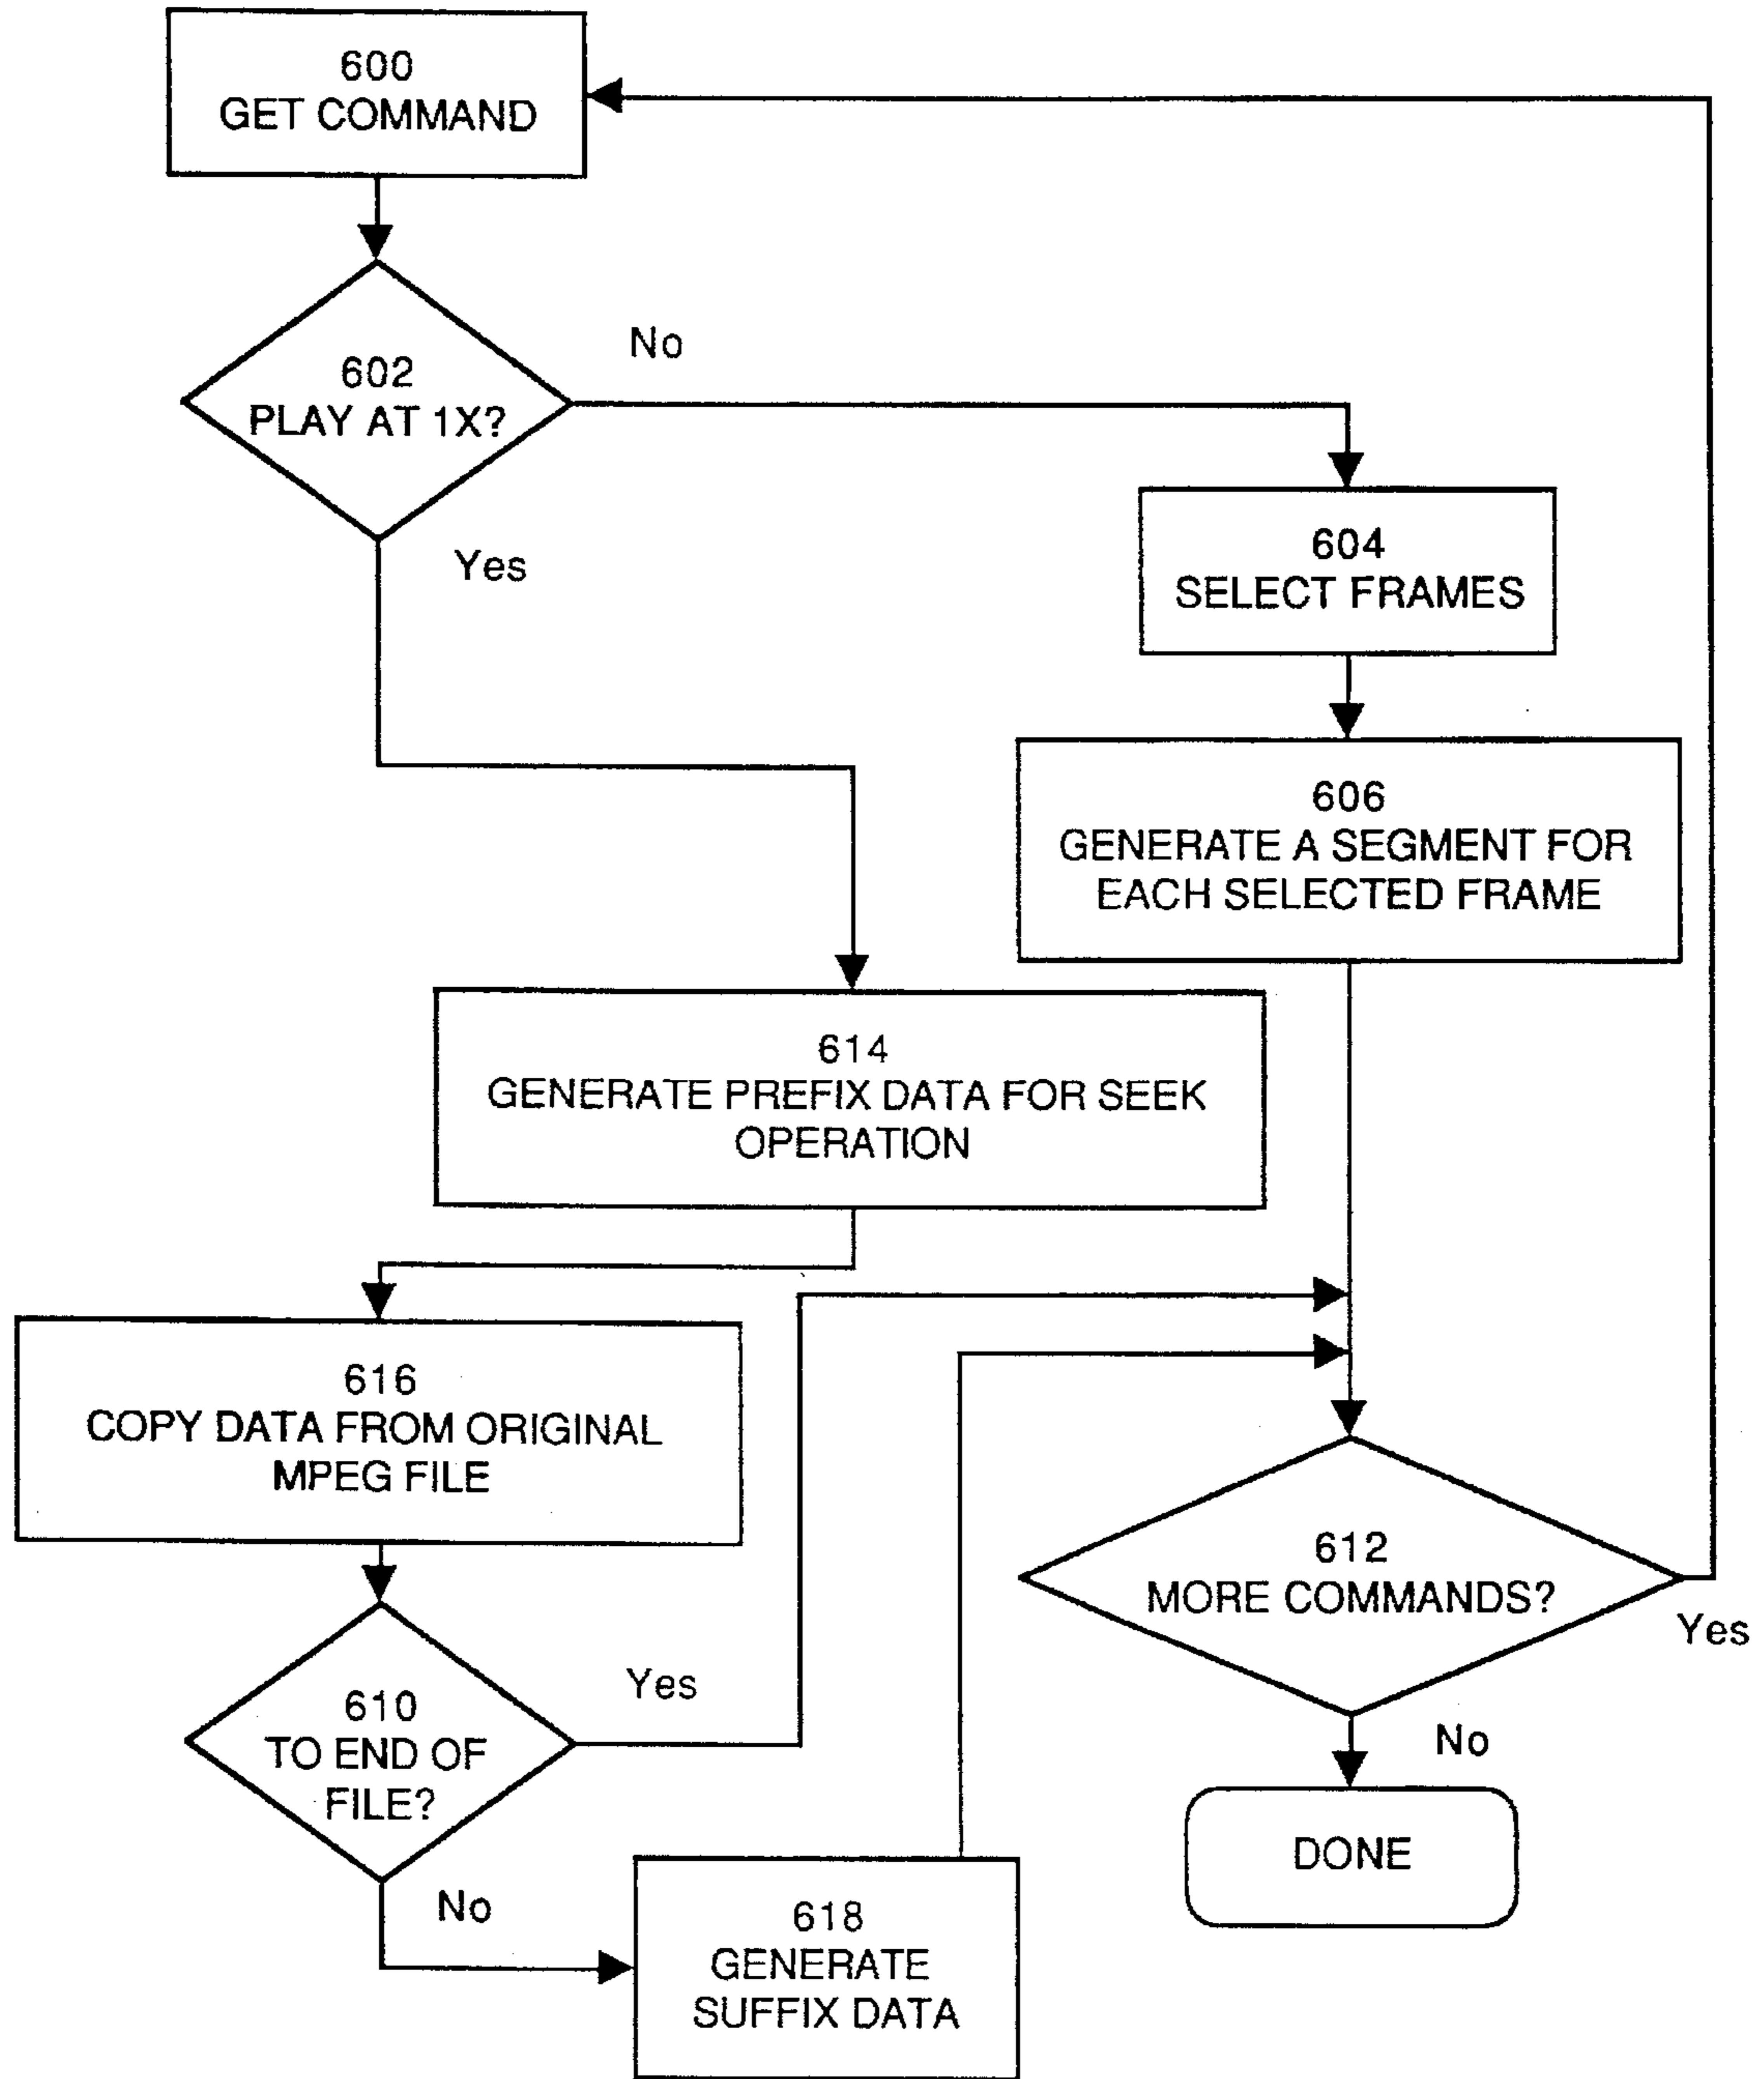 600
GET COMMAND
602
PLAY AT 1X?
No
Yes
604
SELECT FRAMES
606
GENERATE A SEGMENT FOR
EACH SELECTED FRAME
614
GENERATE PREFIX DATA FOR SEEK
OPERATION
616
COPY DATA FROM ORIGINAL
MPEG FILE
610
TO END OF
FILE?
Yes
No
618
GENERATE
SUFFIX DATA
612
MORE COMMANDS?
Yes
No
DONE